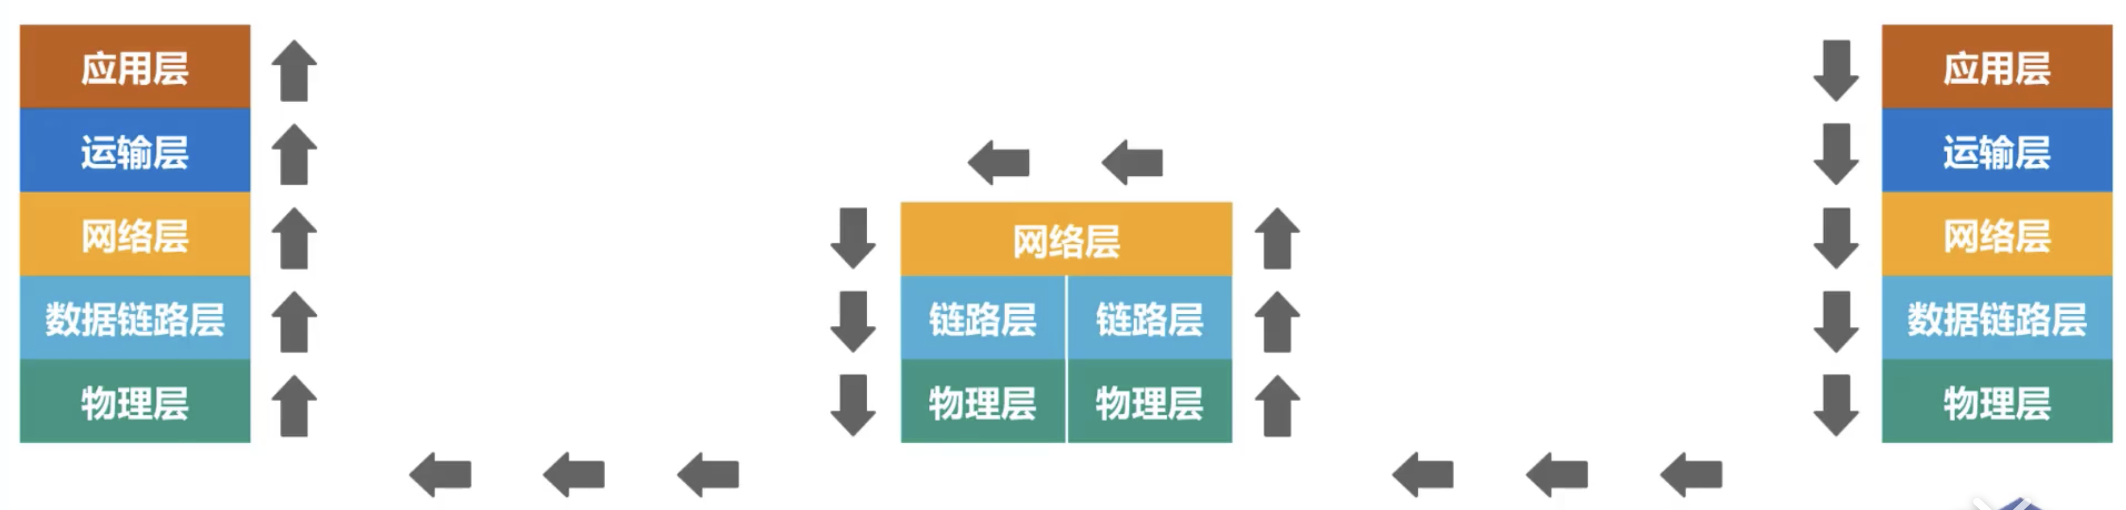 应用层
运输层
网络层
数据链路层
物理层
网络层
链路层 链路层
物理层 物理层
应用层
运输层
网络层
数据链路层
物理层